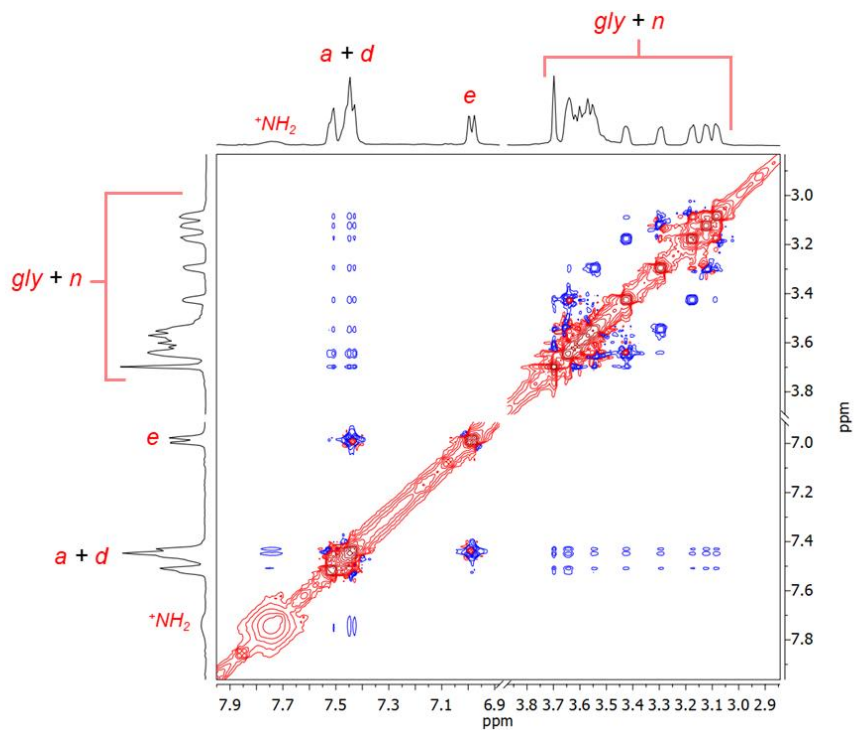 gly + n
a + d
e
⁺NH₂
gly + n
e
a + d
⁺NH₂
3.0
3.2
3.4
3.6
3.8
7.0
7.2
7.4
7.6
7.8
ppm
7.9 7.7 7.5 7.3 7.1 6.9 3.8 3.7 3.6 3.5 3.4 3.3 3.2 3.1 3.0 2.9
ppm